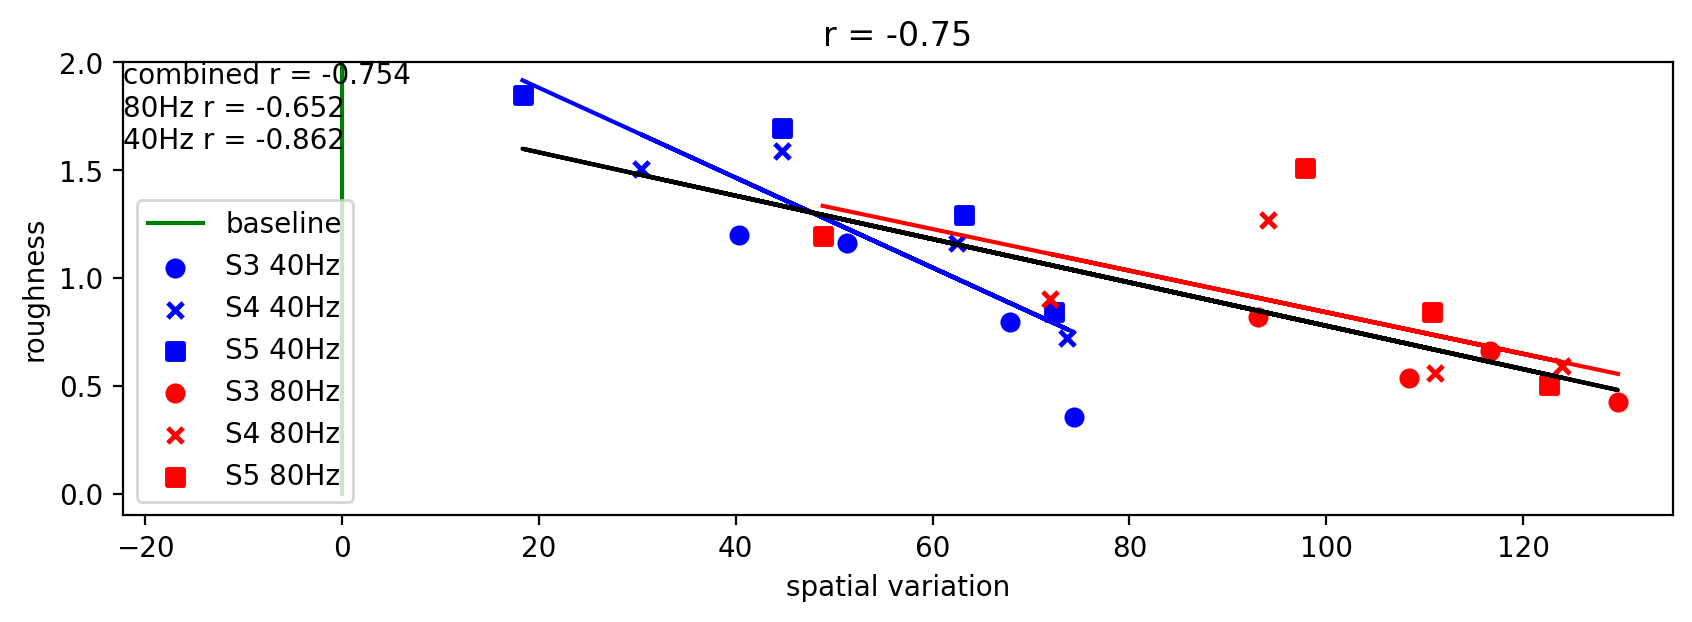 r = -0.75
combined r = -0.754
80Hz r = -0.652
40Hz r = -0.862
2.0
1.5
1.0
0.5
0.0
roughness
baseline
S3 40Hz
S4 40Hz
S5 40Hz
S3 80Hz
S4 80Hz
S5 80Hz
−20 0 20 40 60 80 100 120
spatial variation